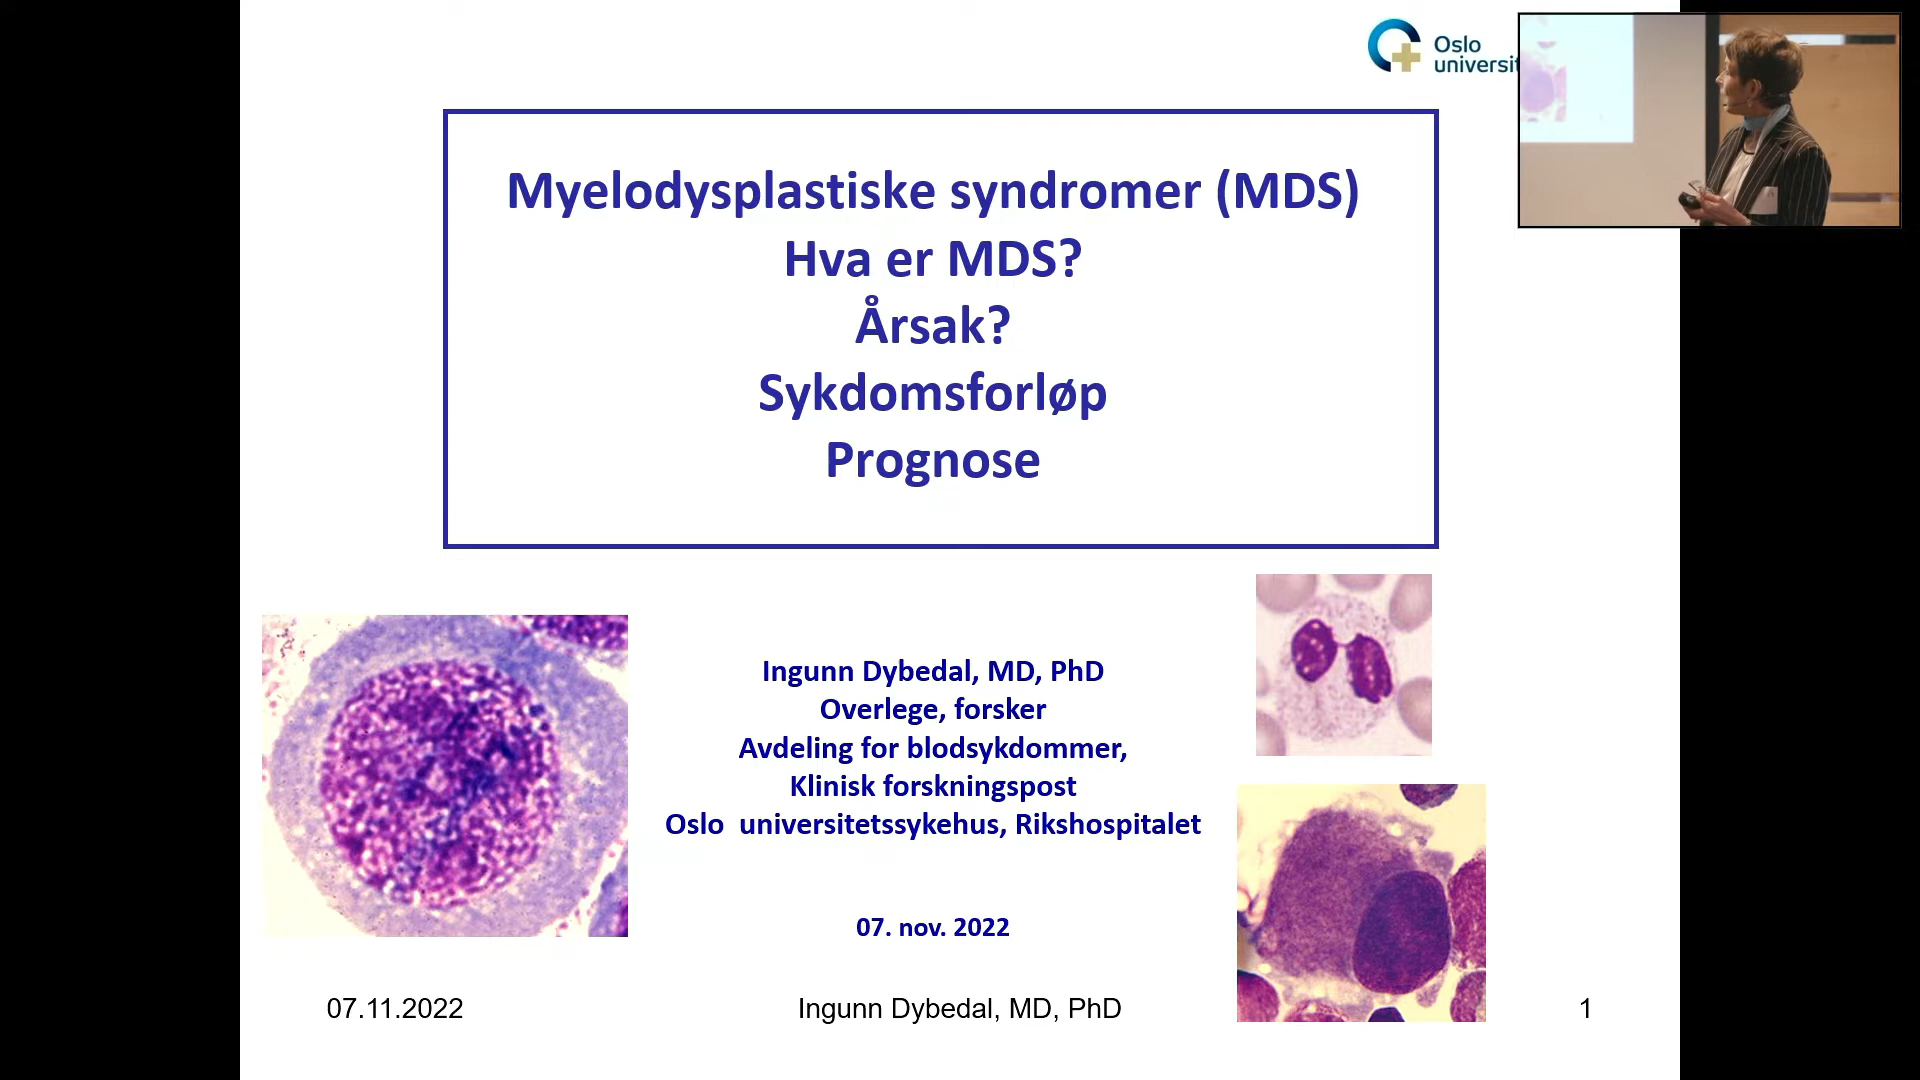 Oslo
universit
Myelodysplastiske syndromer (MDS)
Hva er MDS?
Årsak?
Sykdomsforløp
Prognose
Ingunn Dybedal, MD, PhD
Overlege, forsker
Avdeling for blodsykdommer,
Klinisk forskningspost
Oslo universitetssykehus, Rikshospitalet
07. nov. 2022
07.11.2022
Ingunn Dybedal, MD, PhD
1